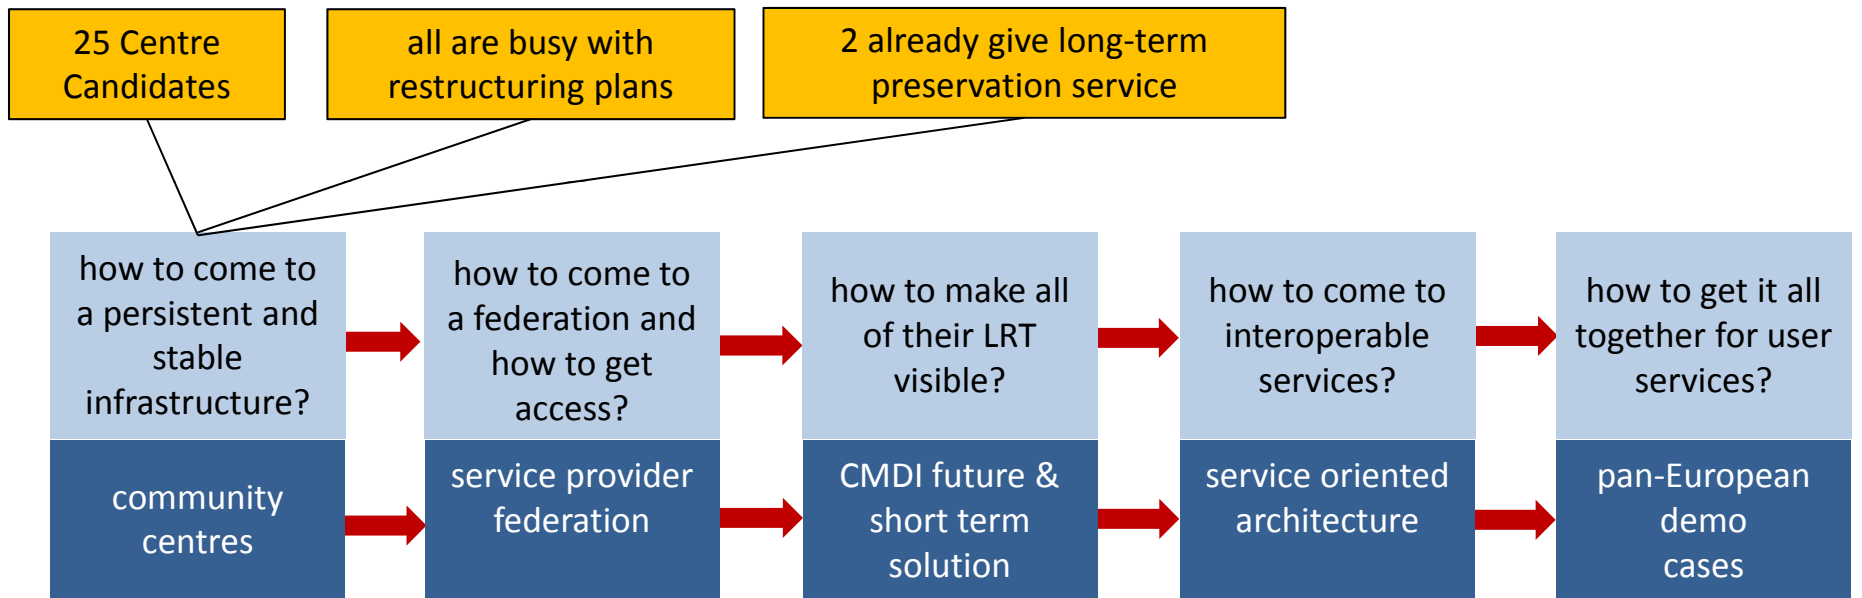 25 Centre
Candidates
all are busy with
restructuring plans
2 already give long-term
preservation service
how to come to
a persistent and
stable
infrastructure?
how to come to
a federation and
how to get
access?
how to make all
of their LRT
visible?
how to come to
interoperable
services?
how to get it all
together for user
services?
community
centres
service provider
federation
CMDI future &
short term
solution
service oriented
architecture
pan-European
demo
cases